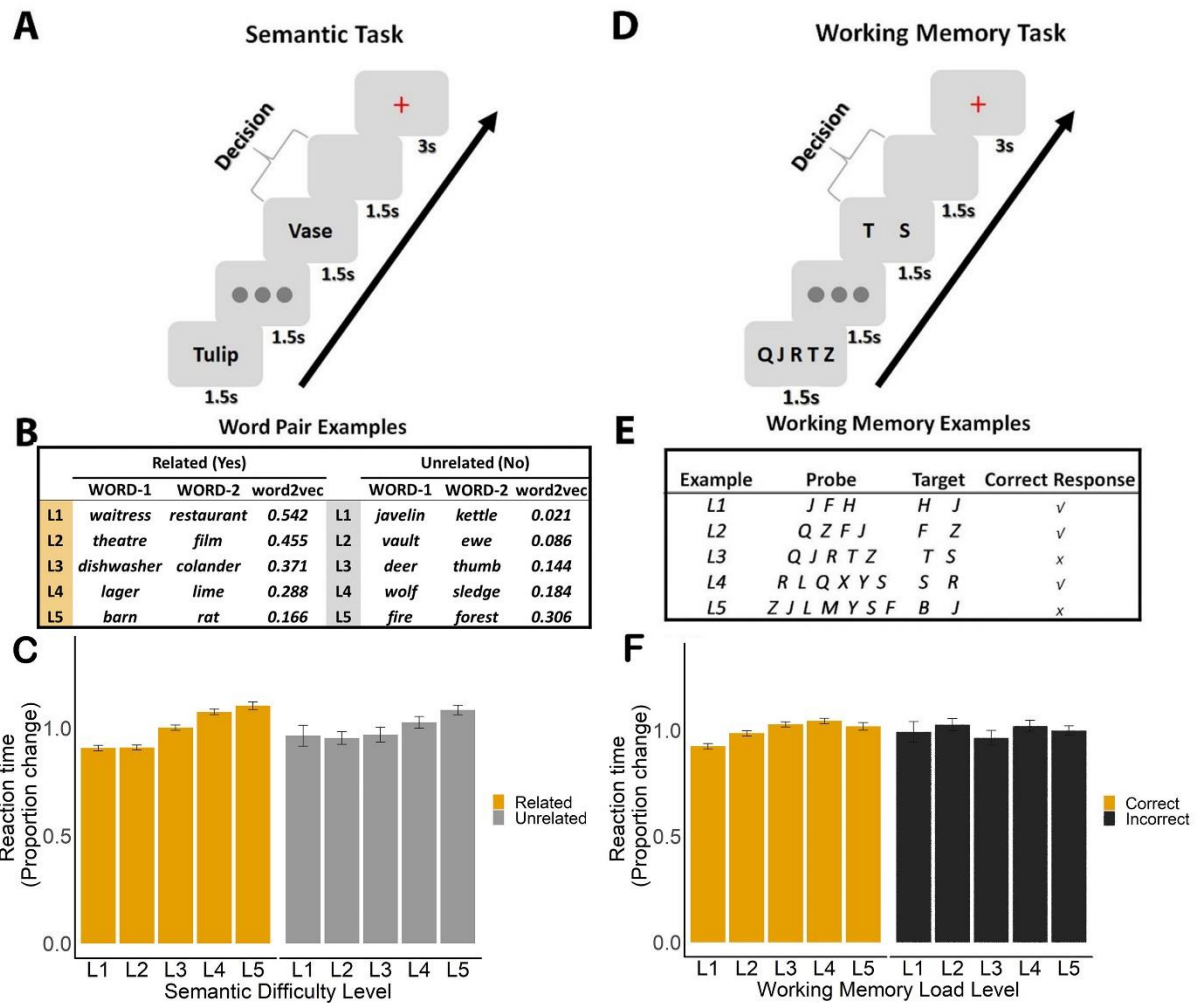 A
Semantic Task
+
3s
Decision
1.5s
Vase
1.5s
1.5s
Tulip
1.5s
B
Word Pair Examples
Related (Yes) Unrelated (No)
WORD-1 WORD-2 word2vec WORD-1 WORD-2 word2vec
L1 waitress restaurant 0.542 L1 javelin kettle 0.021
L2 theatre film 0.455 L2 vault ewe 0.086
L3 dishwasher colander 0.371 L3 deer thumb 0.144
L4 lager lime 0.288 L4 wolf sledge 0.184
L5 barn rat 0.166 L5 fire forest 0.306
C
Reaction time
(Proportion change)
1.0
0.5
0.0
L1 L2 L3 L4 L5 L1 L2 L3 L4 L5
Semantic Difficulty Level
Related
Unrelated
D
Working Memory Task
+
3s
Decision
1.5s
T S
1.5s
1.5s
Q J R T Z
1.5s
E
Working Memory Examples
Example Probe Target Correct Response
L1 J F H H J √
L2 Q Z F J F Z √
L3 Q J R T Z T S x
L4 R L Q X Y S S R √
L5 Z J L M Y S F B J x
F
Reaction time
(Proportion change)
1.0
0.5
0.0
L1 L2 L3 L4 L5 L1 L2 L3 L4 L5
Working Memory Load Level
Correct
Incorrect